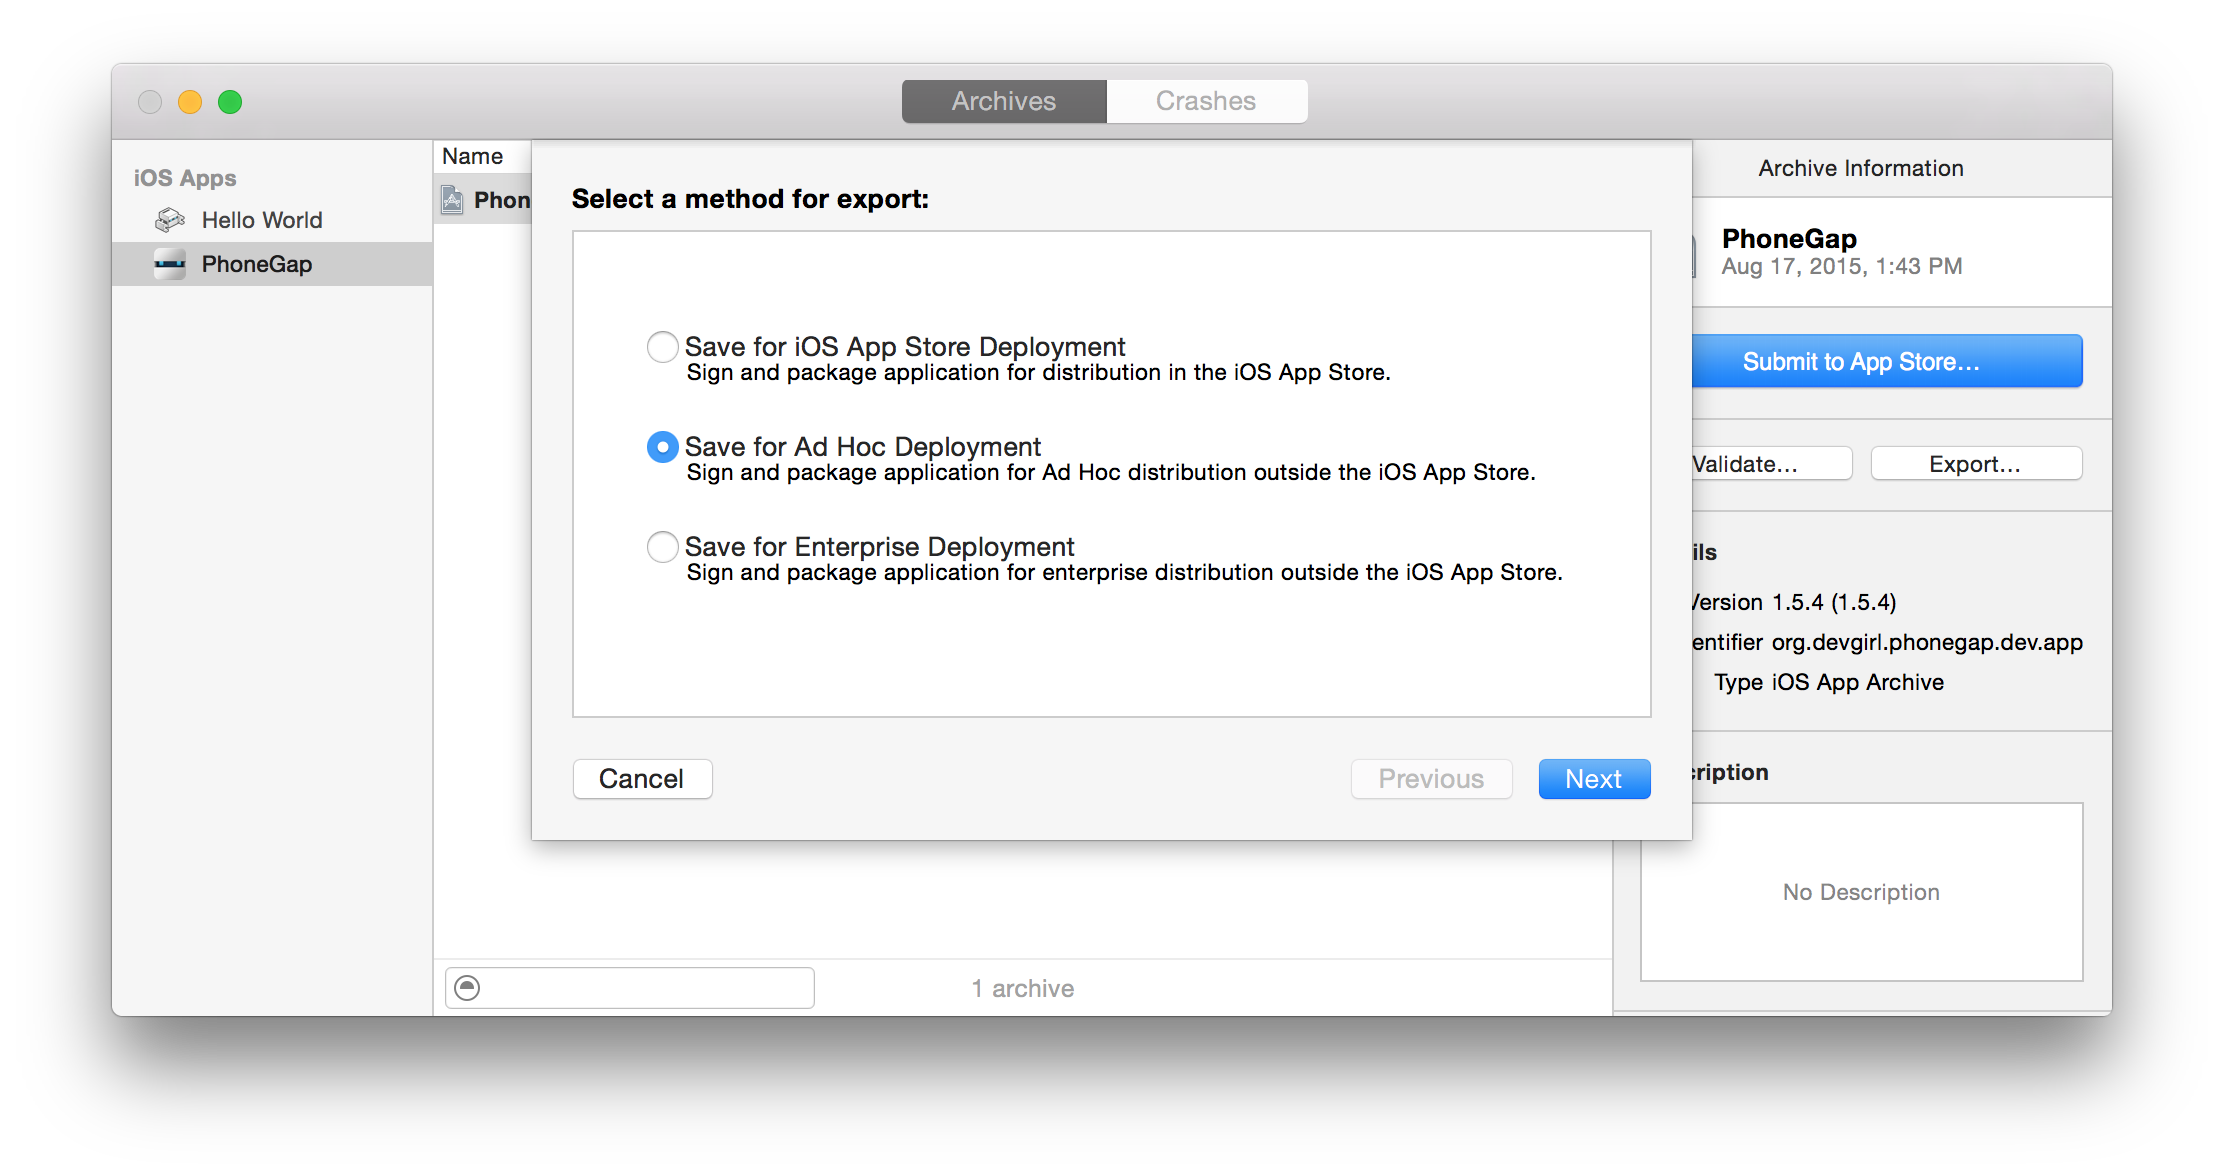 Archives
Crashes
iOS Apps
Hello World
PhoneGap
Name
Phon
Select a method for export:
Save for iOS App Store Deployment
Sign and package application for distribution in the iOS App Store.
Save for Ad Hoc Deployment
Sign and package application for Ad Hoc distribution outside the iOS App Store.
Save for Enterprise Deployment
Sign and package application for enterprise distribution outside the iOS App Store.
Cancel
Previous
Next
1 archive
Archive Information
PhoneGap
Aug 17, 2015, 1:43 PM
Submit to App Store...
Validate...
Export...
ils
Version 1.5.4 (1.5.4)
entifier org.devgirl.phonegap.dev.app
Type iOS App Archive
cription
No Description